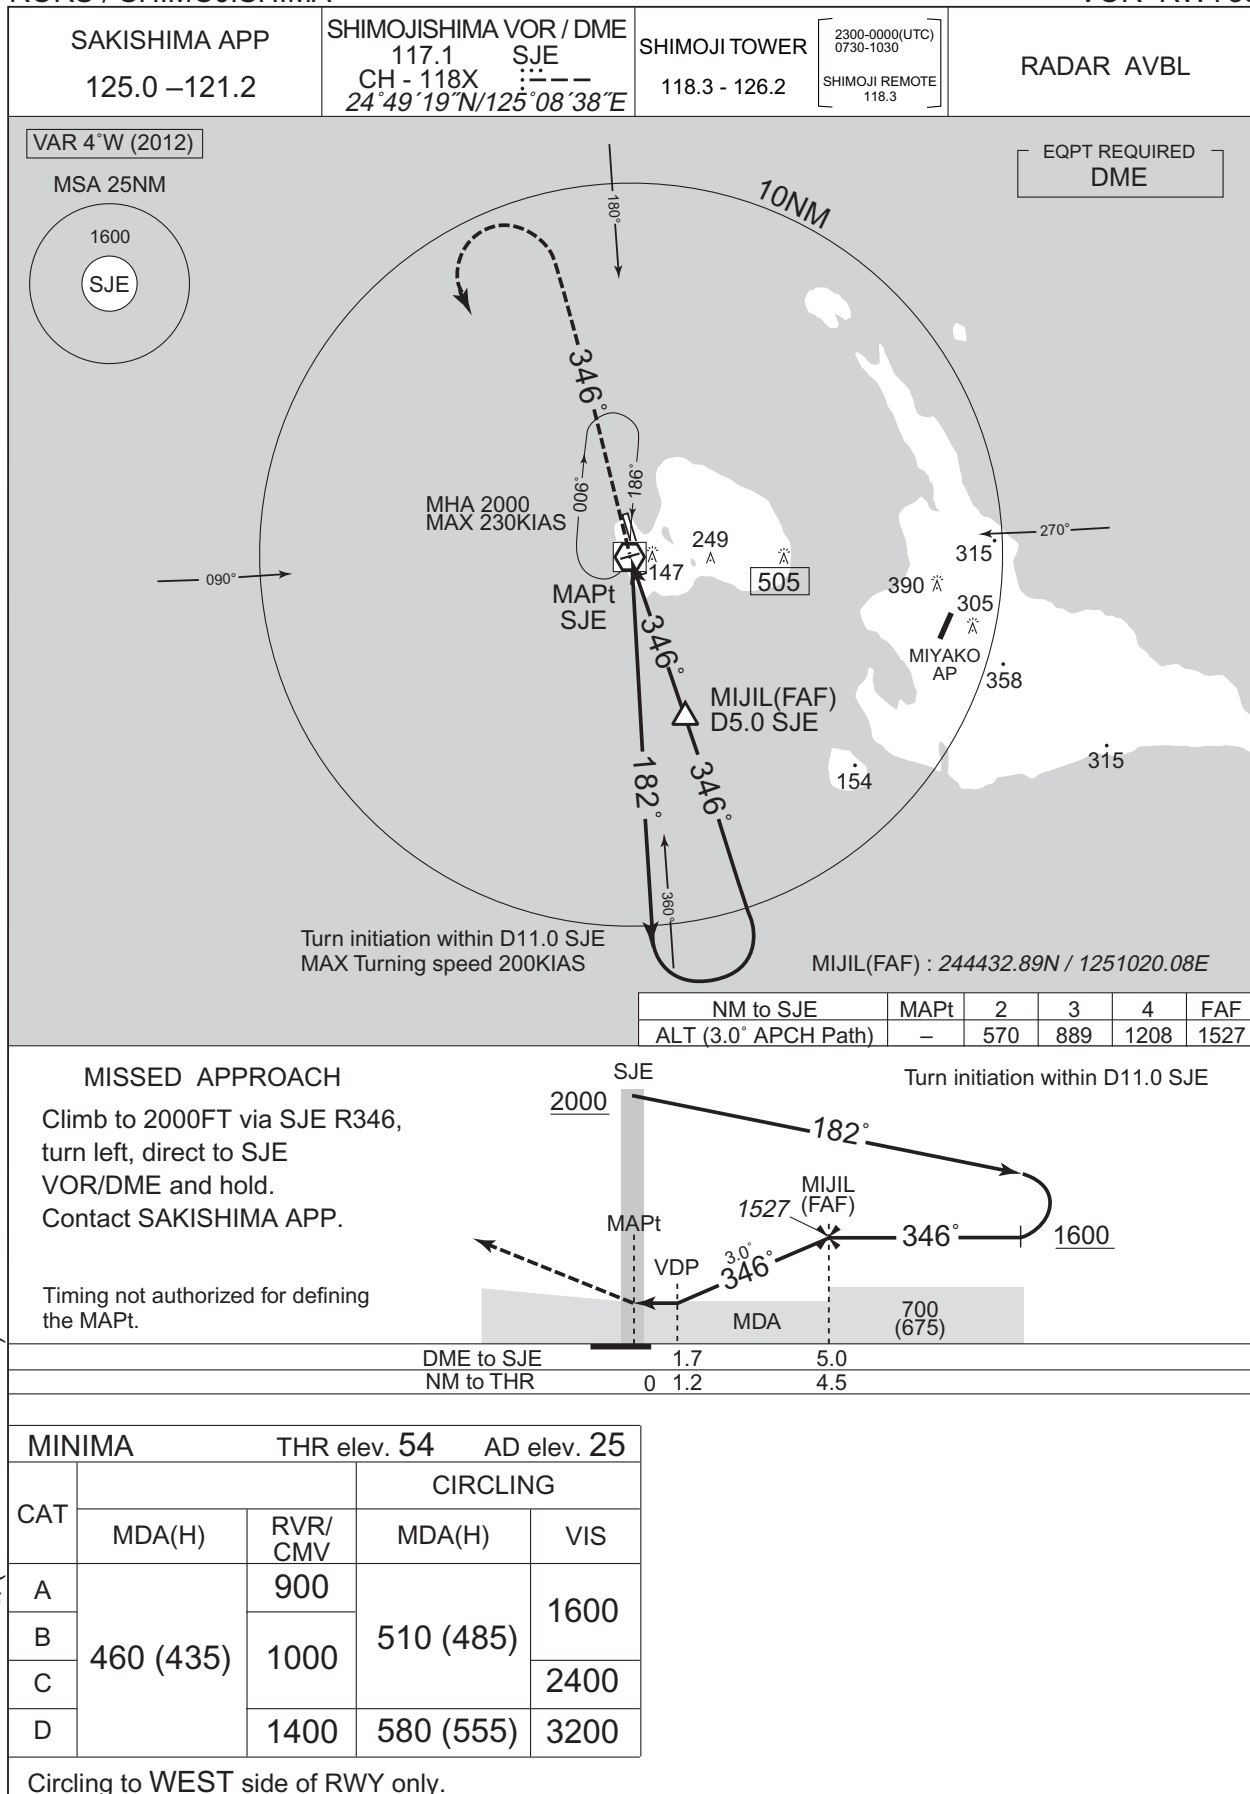 SAKISHIMA APP
125.0 –121.2
SHIMOJISHIMA VOR / DME
117.1 SJE
CH - 118X
24°49´19˝N/125°08´38˝E
SHIMOJI TOWER
118.3 - 126.2
2300-0000(UTC)
0730-1030
SHIMOJI REMOTE
118.3
RADAR AVBL
VAR 4°W (2012)
MSA 25NM
1600
SJE
EQPT REQUIRED
DME
10NM
180°
346°
006°
186°
MHA 2000
MAX 230KIAS
090°
270°
249
147
505
315
390
305
MIYAKO
AP
358
315
154
MAPt
SJE
346°
MIJIL(FAF)
D5.0 SJE
182°
346°
360°
Turn initiation within D11.0 SJE
MAX Turning speed 200KIAS
MIJIL(FAF) : 244432.89N / 1251020.08E
NM to SJE MAPt 2 3 4 FAF
ALT (3.0° APCH Path) – 570 889 1208 1527
MISSED APPROACH
Climb to 2000FT via SJE R346,
turn left, direct to SJE
VOR/DME and hold.
Contact SAKISHIMA APP.
Timing not authorized for defining
the MAPt.
SJE
2000
Turn initiation within D11.0 SJE
182°
MIJIL
(FAF)
1527
MAPt
346°
1600
VDP
3.0°
346°
MDA
700
(675)
DME to SJE 1.7 5.0
NM to THR 0 1.2 4.5
MINIMA THR elev. 54 AD elev. 25
CAT
CIRCLING
MDA(H) RVR/ CMV MDA(H) VIS
A 900
B 460 (435) 1000 510 (485) 1600
C 2400
D 1400 580 (555) 3200
Circling to WEST side of RWY only.